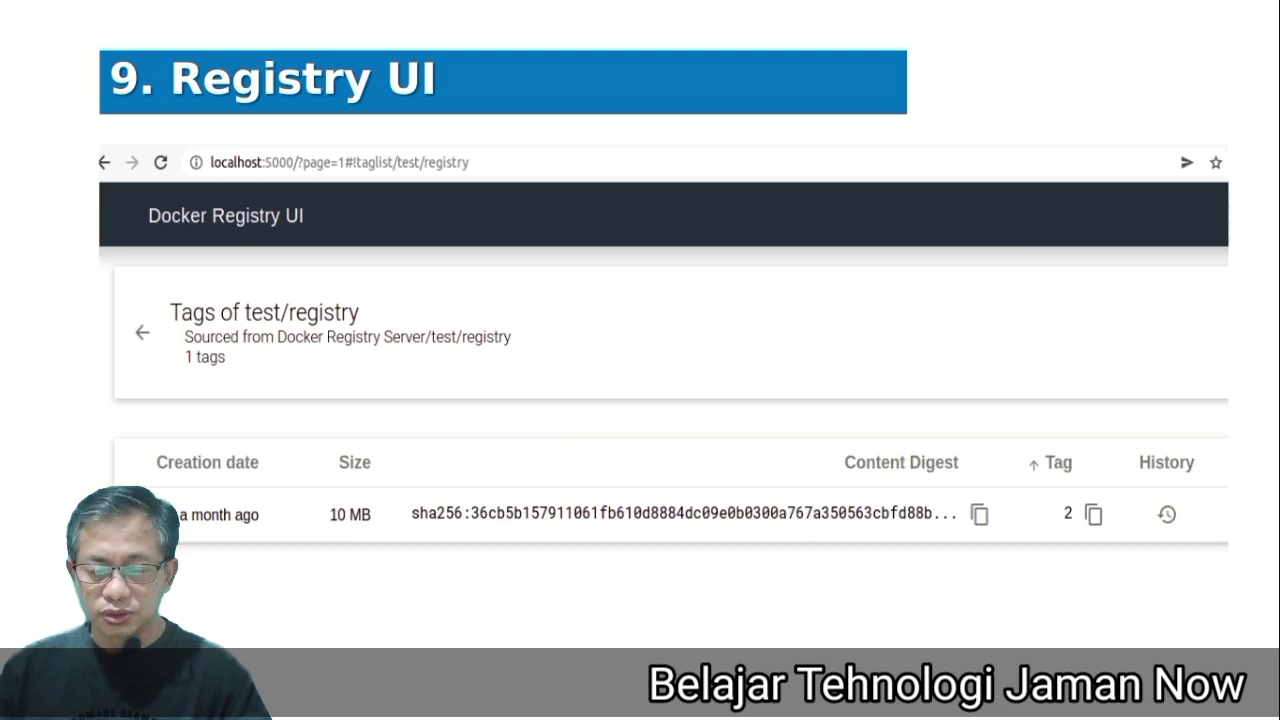 9. Registry UI
localhost:5000/?page=1#!taglist/test/registry
Docker Registry UI
Tags of test/registry
Sourced from Docker Registry Server/test/registry
1 tags
Creation date Size Content Digest Tag History
a month ago 10 MB sha256:36cb5b157911061fb610d8884dc09e0b0300a767a350563cbfd88b... 2
Belajar Tehnologi Jaman Now